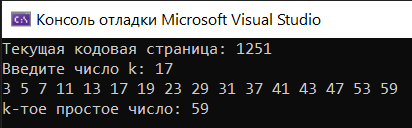 Консоль отладки Microsoft Visual Studio
Текущая кодовая страница: 1251
Введите число k: 17
3 5 7 11 13 17 19 23 29 31 37 41 43 47 53 59
k-тое простое число: 59